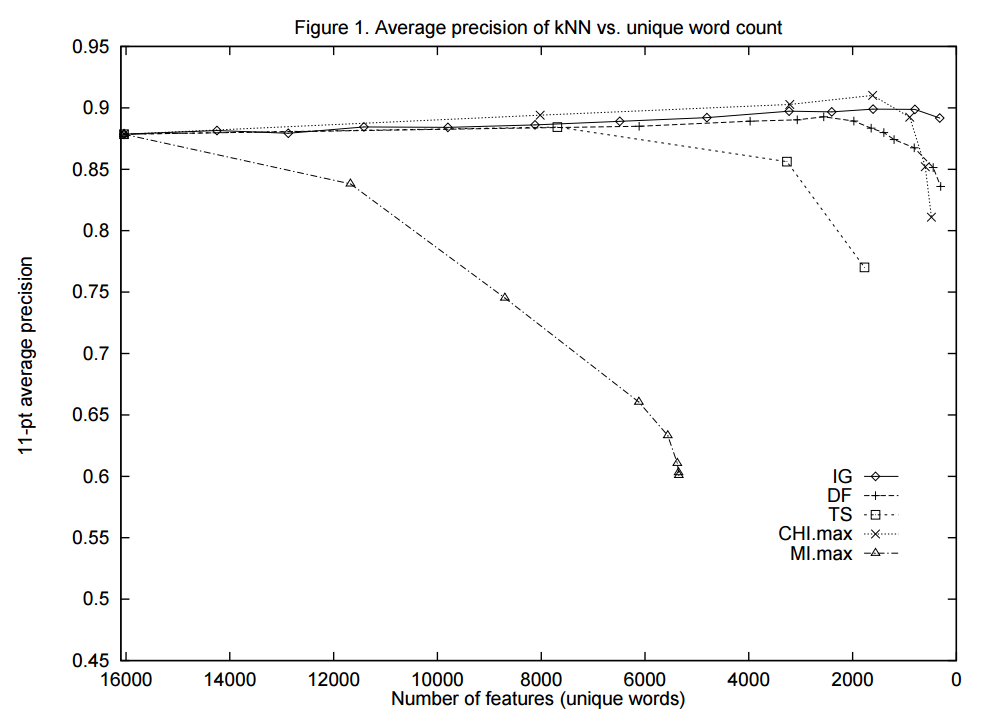 Figure 1. Average precision of kNN vs. unique word count
0.95
0.9
0.85
0.8
0.75
0.7
0.65
0.6
0.55
0.5
0.45
11-pt average precision
IG
DF
TS
CHI.max
MI.max
16000 14000 12000 10000 8000 6000 4000 2000 0
Number of features (unique words)